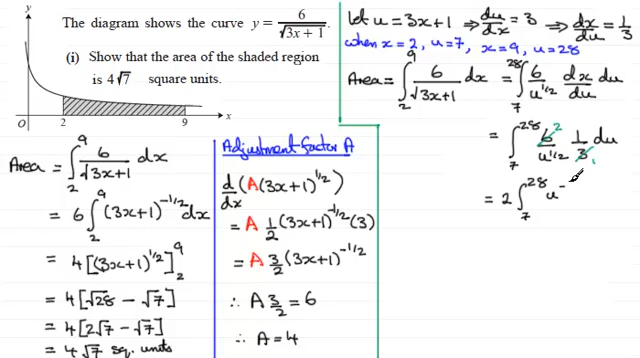 The diagram shows the curve y = 6/√(3x + 1)
(i) Show that the area of the shaded region
is 4√7 square units.
y
O 2 9 x
Area = ∫₂⁹ 6/√(3x+1) dx
= 6 ∫₂⁹ (3x+1)^(-1/2) dx
= 4 [(3x+1)^(1/2)]₂⁹
= 4[√28 − √7]
= 4[2√7 − √7]
= 4√7 sq. units
Adjustment Factor A
d/dx (A(3x+1)^(1/2))
= A 1/2 (3x+1)^(-1/2) (3)
= A 3/2 (3x+1)^(-1/2)
∴ A 3/2 = 6
∴ A = 4
let u = 3x+1 ⇒ du/dx = 3 ⇒ dx/du = 1/3
when x = 2, u = 7, x = 9, u = 28
Area = ∫₂⁹ 6/√(3x+1) dx = ∫₇²⁸ 6/u^(1/2) dx/du du
= ∫₇²⁸ 6 2/u^(1/2) 1/3 1 du
= 2 ∫₇²⁸ u⁻